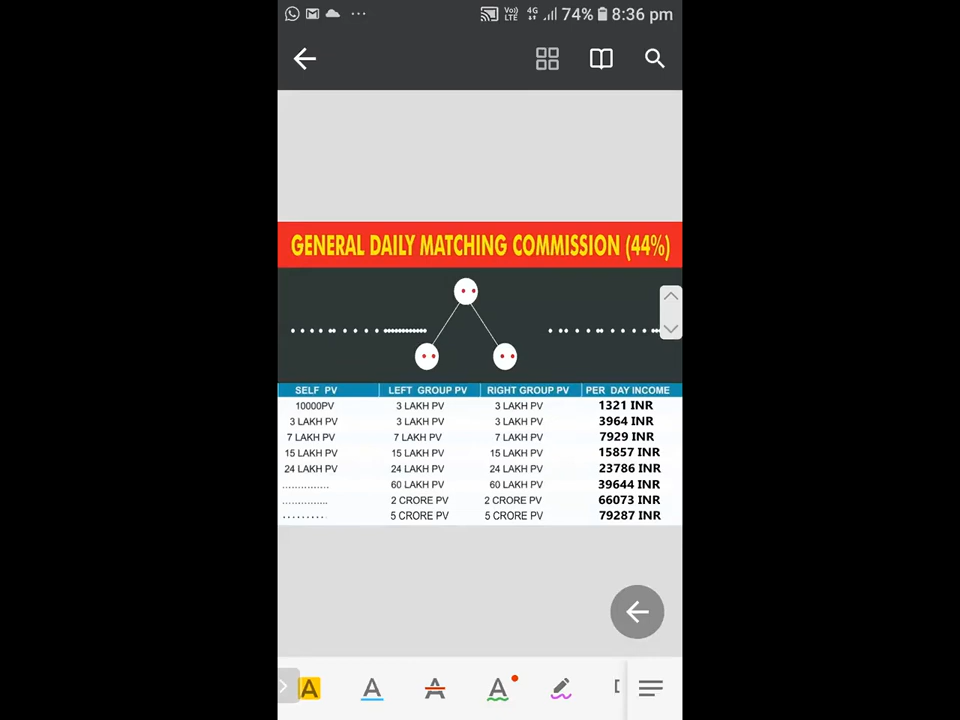 ··· Vo) LTE 4G 74% 8:36 pm
GENERAL DAILY MATCHING COMMISSION (44%)
SELF PV LEFT GROUP PV RIGHT GROUP PV PER DAY INCOME
10000PV 3 LAKH PV 3 LAKH PV 1321 INR
3 LAKH PV 3 LAKH PV 3 LAKH PV 3964 INR
7 LAKH PV 7 LAKH PV 7 LAKH PV 7929 INR
15 LAKH PV 15 LAKH PV 15 LAKH PV 15857 INR
24 LAKH PV 24 LAKH PV 24 LAKH PV 23786 INR
............... 60 LAKH PV 60 LAKH PV 39644 INR
............... 2 CRORE PV 2 CRORE PV 66073 INR
......... 5 CRORE PV 5 CRORE PV 79287 INR
A A A A